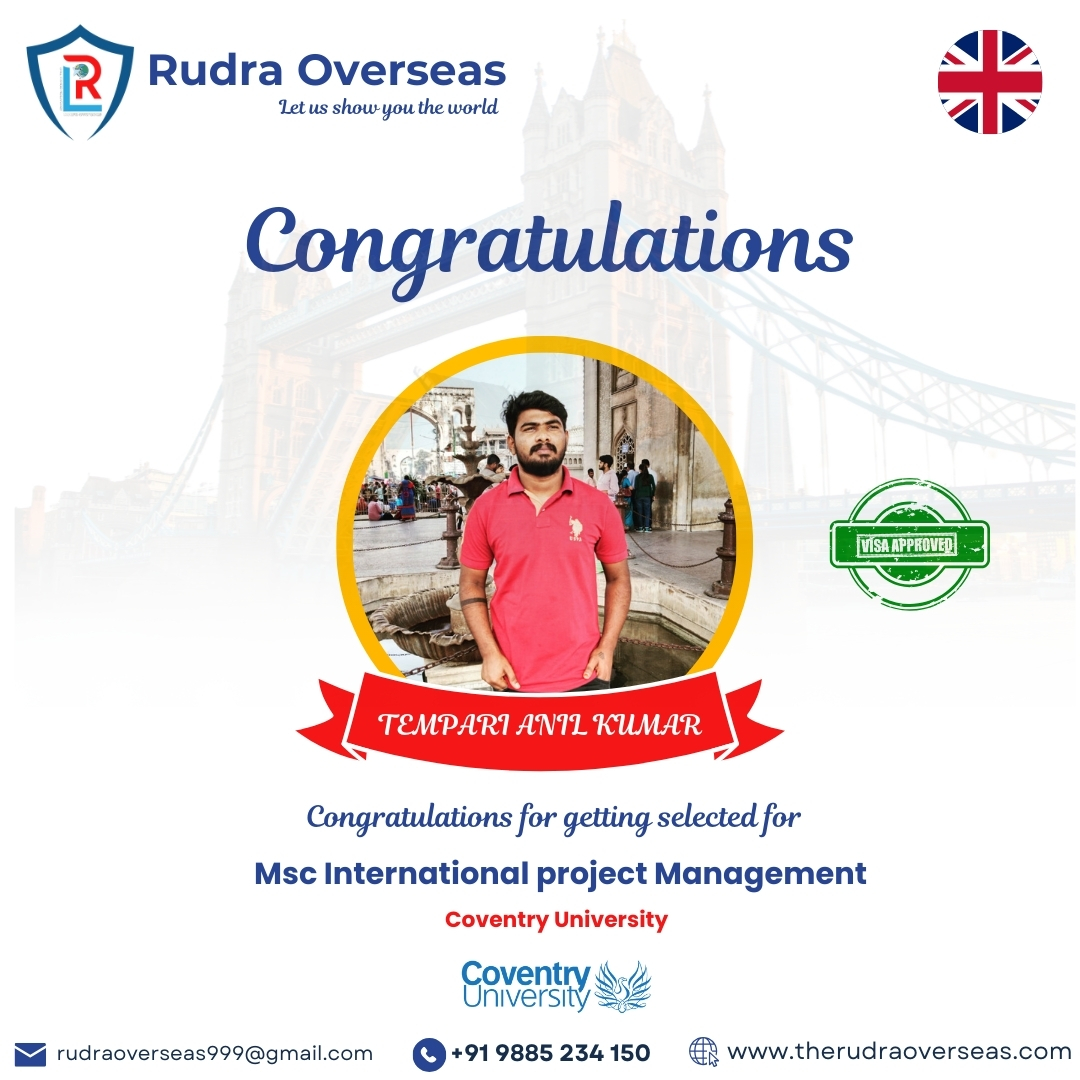 Rudra Overseas
Let us show you the world
Congratulations
VISA APPROVED
TEMPARI ANIL KUMAR
Congratulations for getting selected for
Msc International project Management
Coventry University
Coventry
University
rudraoverseas999@gmail.com
+91 9885 234 150
www.therudraoverseas.com